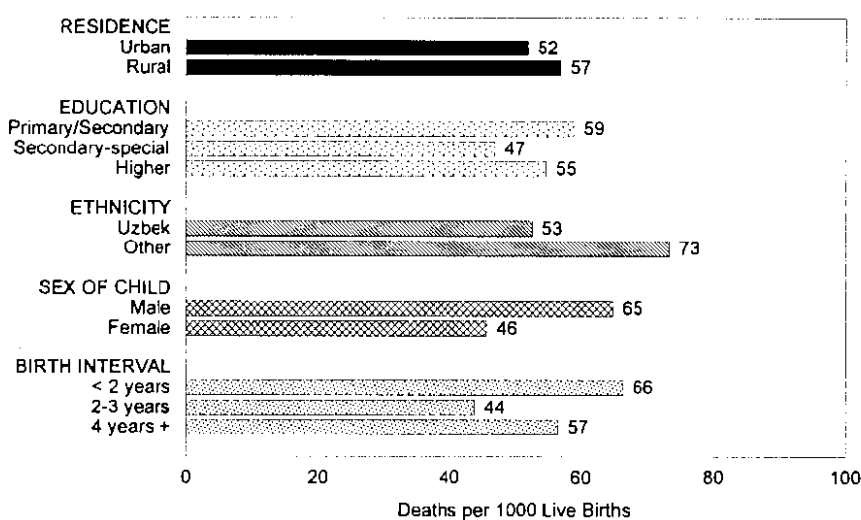 RESIDENCE
Urban 52
Rural 57
EDUCATION
Primary/Secondary 59
Secondary-special 47
Higher 55
ETHNICITY
Uzbek 53
Other 73
SEX OF CHILD
Male 65
Female 46
BIRTH INTERVAL
< 2 years 66
2-3 years 44
4 years + 57
0 20 40 60 80 100
Deaths per 1000 Live Births